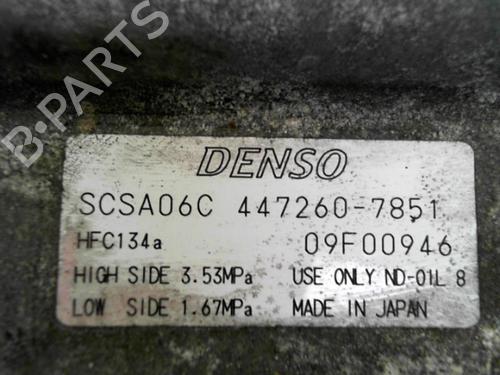 B-PARTS
DENSO
SCSA06C 447260-7851
HFC134a 09F00946
HIGH SIDE 3.53MPa USE ONLY ND-OIL 8
LOW SIDE 1.67MPa MADE IN JAPAN